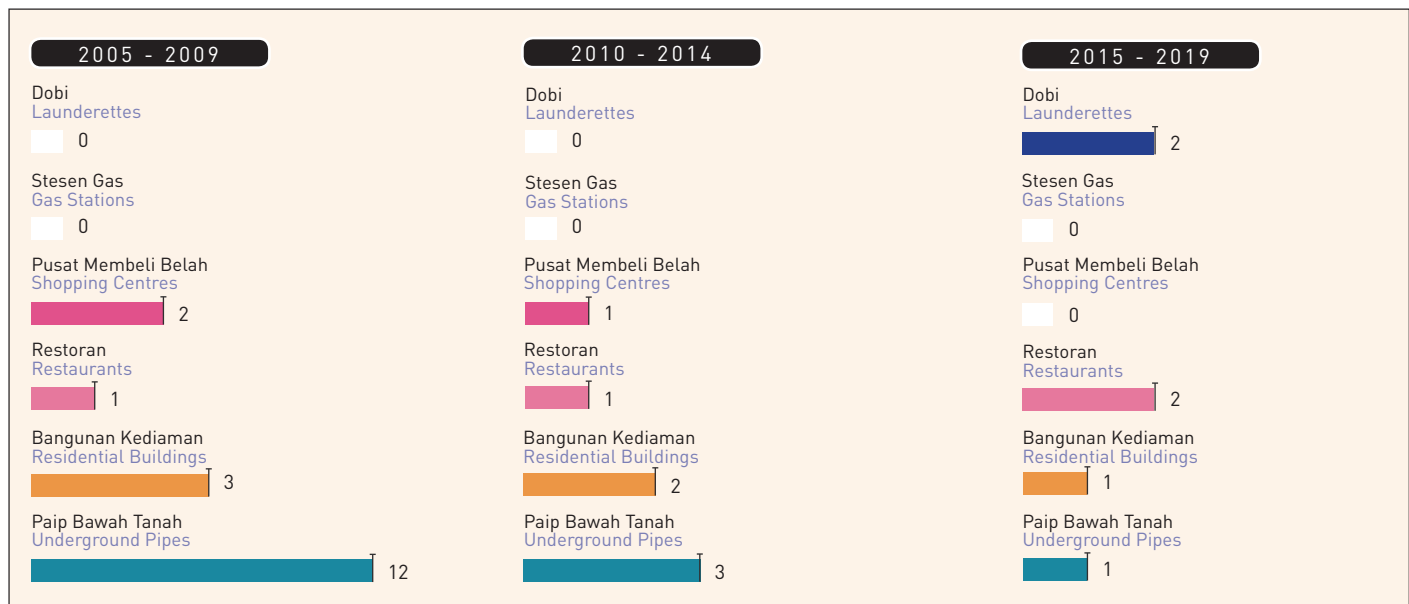 2005 - 2009
Dobi
Launderettes
0
Stesen Gas
Gas Stations
0
Pusat Membeli Belah
Shopping Centres
2
Restoran
Restaurants
1
Bangunan Kediaman
Residential Buildings
3
Paip Bawah Tanah
Underground Pipes
12
2010 - 2014
Dobi
Launderettes
0
Stesen Gas
Gas Stations
0
Pusat Membeli Belah
Shopping Centres
1
Restoran
Restaurants
1
Bangunan Kediaman
Residential Buildings
2
Paip Bawah Tanah
Underground Pipes
3
2015 - 2019
Dobi
Launderettes
2
Stesen Gas
Gas Stations
0
Pusat Membeli Belah
Shopping Centres
0
Restoran
Restaurants
2
Bangunan Kediaman
Residential Buildings
1
Paip Bawah Tanah
Underground Pipes
1